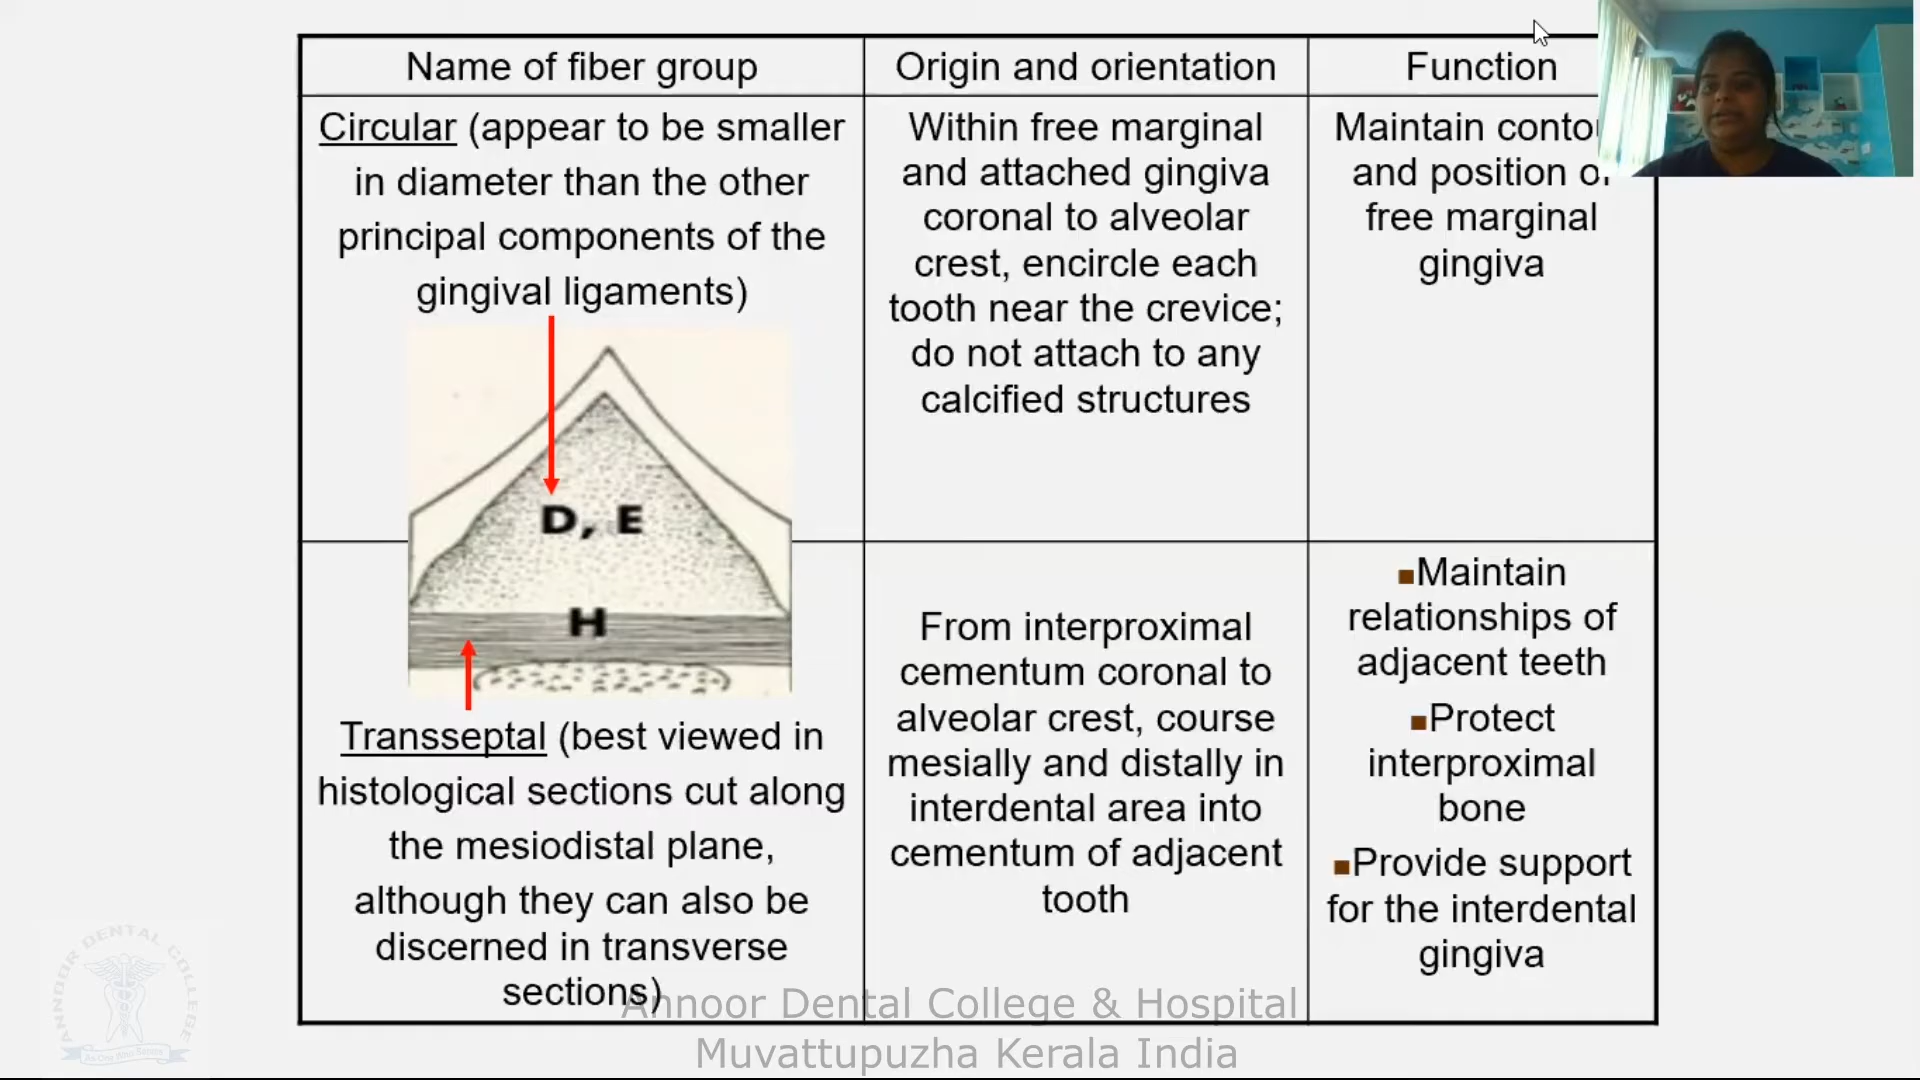 Name of fiber group
Origin and orientation
Function
Circular (appear to be smaller
in diameter than the other
principal components of the
gingival ligaments)
Within free marginal
and attached gingiva
coronal to alveolar
crest, encircle each
tooth near the crevice;
do not attach to any
calcified structures
Maintain
and position of
free marginal
gingiva
D, E
H
Transseptal (best viewed in
histological sections cut along
the mesiodistal plane,
although they can also be
discerned in transverse
sections)
From interproximal
cementum coronal to
alveolar crest, course
mesially and distally in
interdental area into
cementum of adjacent
tooth
■Maintain
relationships of
adjacent teeth
■Protect
interproximal
bone
■Provide support
for the interdental
gingiva
ANNOOR DENTAL COLLEGE
Annoor Dental College & Hospital
Muvattupuzha Kerala India